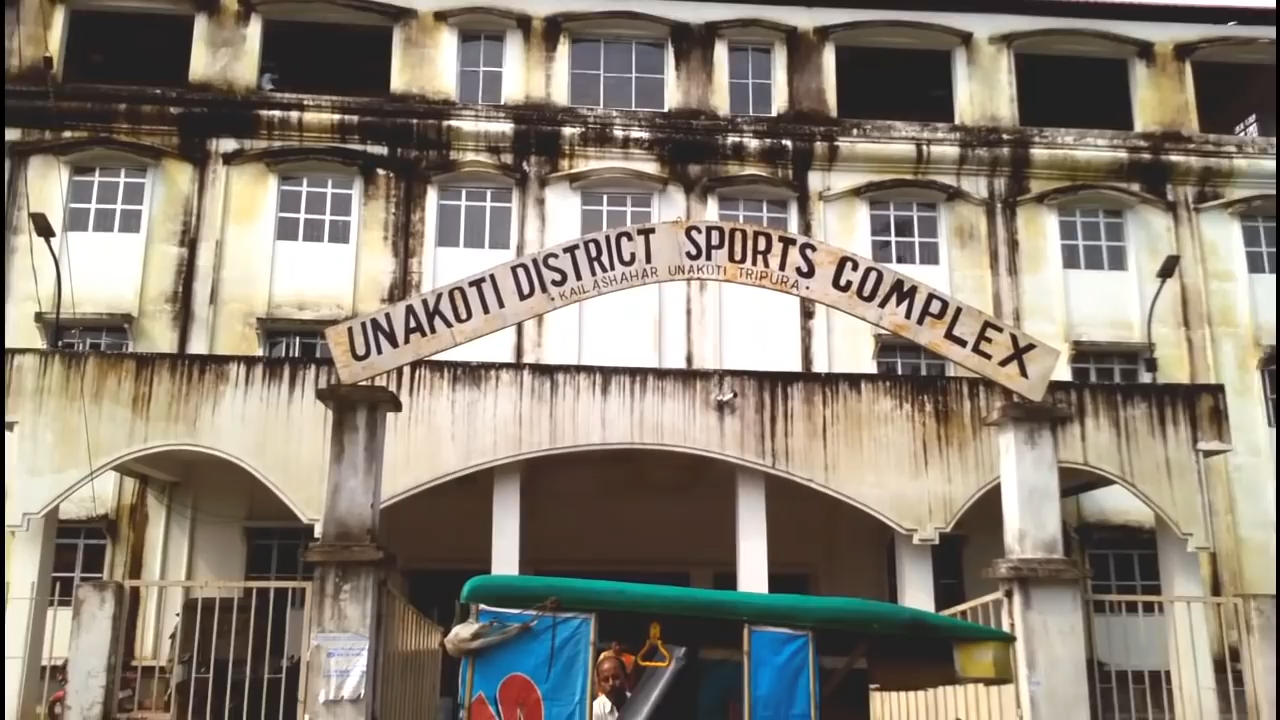 UNAKOTI DISTRICT SPORTS COMPLEX
• KAILASHAHAR UNAKOTI TRIPURA •